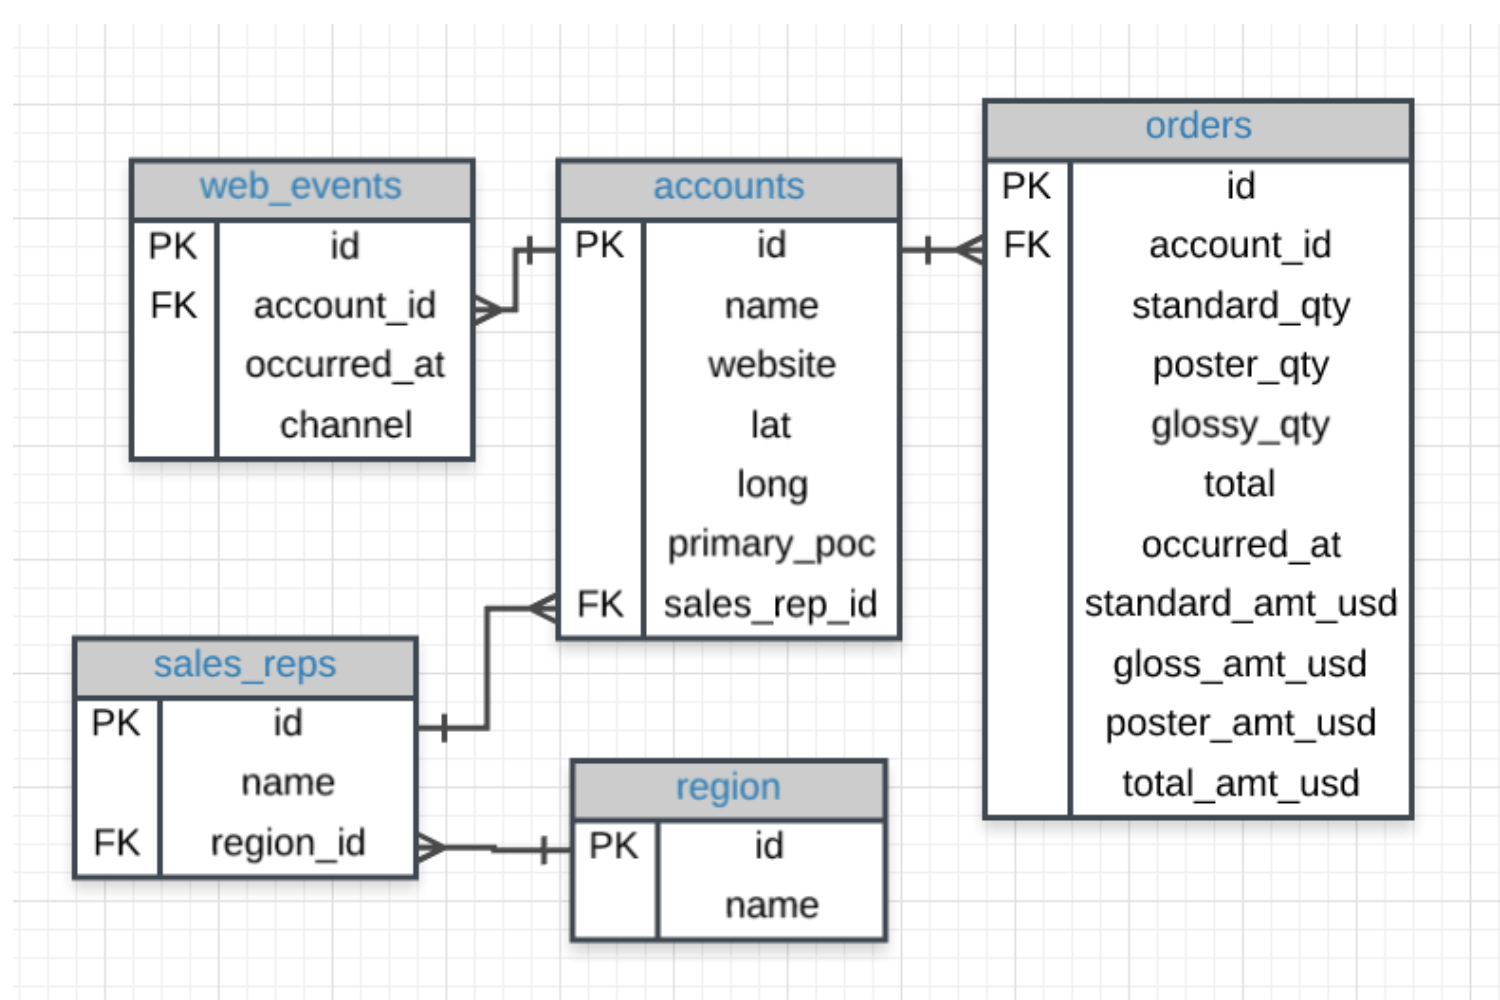 web_events
PK id
FK account_id
occurred_at
channel
accounts
PK id
name
website
lat
long
primary_poc
FK sales_rep_id
orders
PK id
FK account_id
standard_qty
poster_qty
glossy_qty
total
occurred_at
standard_amt_usd
gloss_amt_usd
poster_amt_usd
total_amt_usd
sales_reps
PK id
name
FK region_id
region
PK id
name